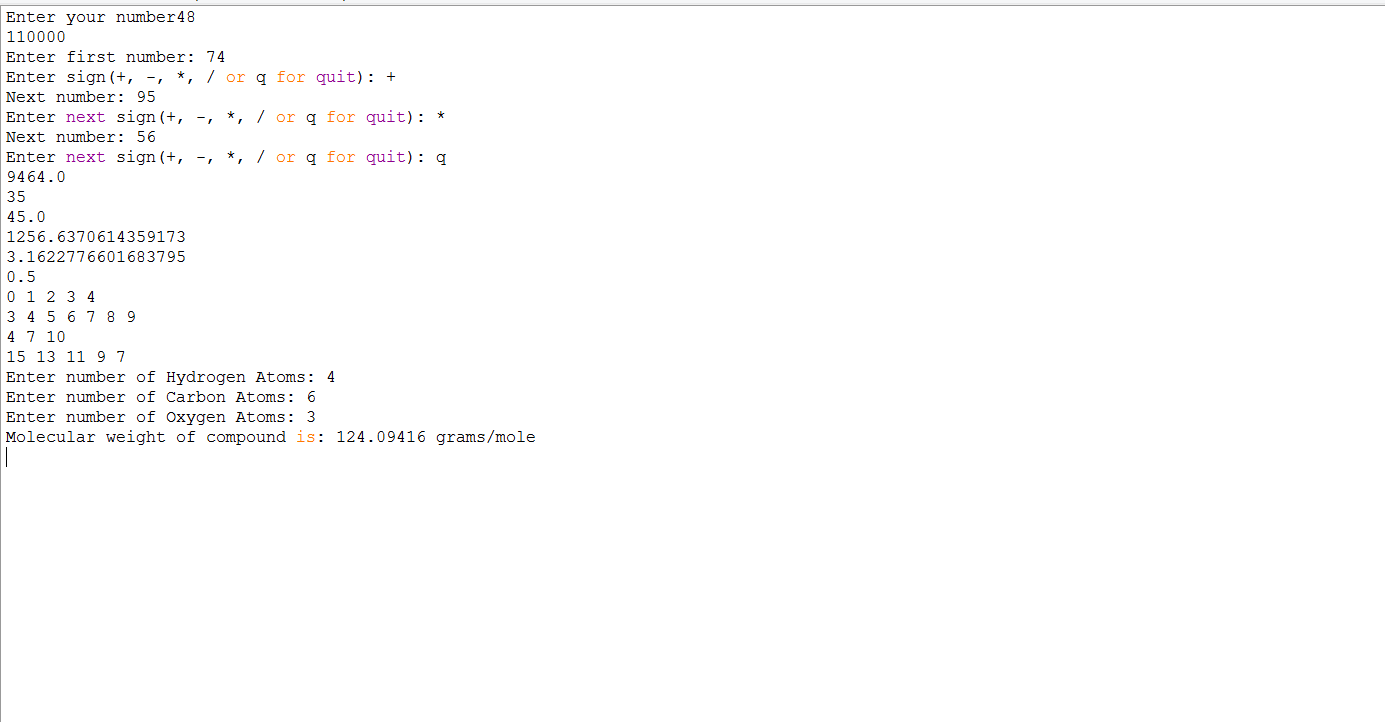 Enter your number48
110000
Enter first number: 74
Enter sign(+, -, *, / or q for quit): +
Next number: 95
Enter next sign(+, -, *, / or q for quit): *
Next number: 56
Enter next sign(+, -, *, / or q for quit): q
9464.0
35
45.0
1256.6370614359173
3.1622776601683795
0.5
0 1 2 3 4
3 4 5 6 7 8 9
4 7 10
15 13 11 9 7
Enter number of Hydrogen Atoms: 4
Enter number of Carbon Atoms: 6
Enter number of Oxygen Atoms: 3
Molecular weight of compound is: 124.09416 grams/mole